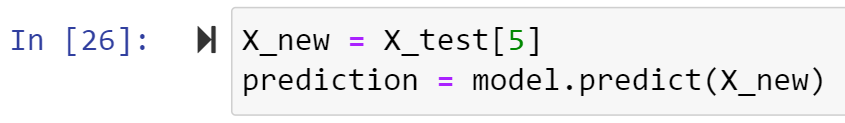 In [26]:
X_new = X_test[5]
prediction = model.predict(X_new)